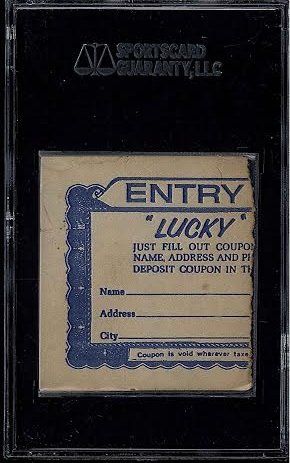 SPORTSCARD
GUARANTY, LLC
ENTRY
"LUCKY"
JUST FILL OUT COUPON
NAME, ADDRESS AND PH
DEPOSIT COUPON IN TH
Name
Address
City
Coupon is void wherever taxe